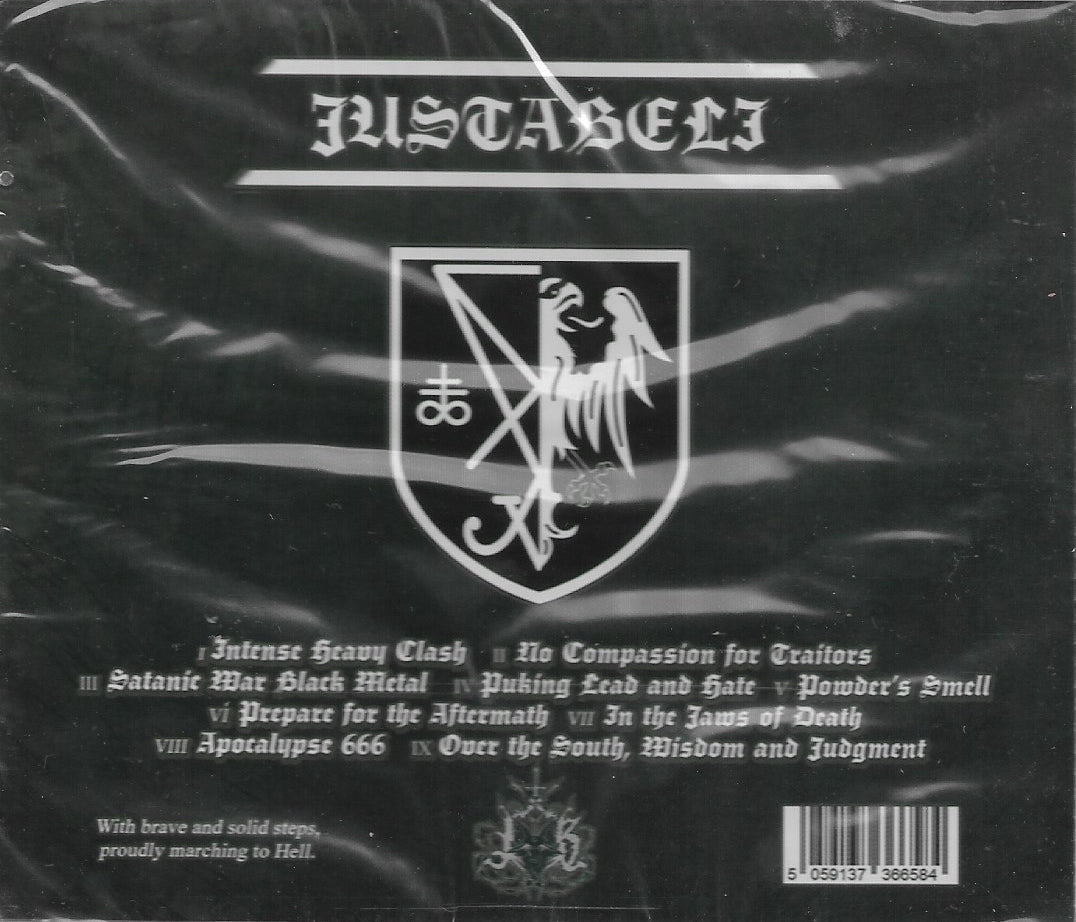 JUSTABELI
I Intense Heavy Clash II No Compassion for Traitors
III Satanic War Black Metal IV Puking Lead and Hate V Powder's Smell
VI Prepare for the Aftermath VII In the Jaws of Death
VIII Apocalypse 666 IX Over the South, Wisdom and Judgment
With brave and solid steps,
proudly marching to Hell.
J B
5 059137 366584